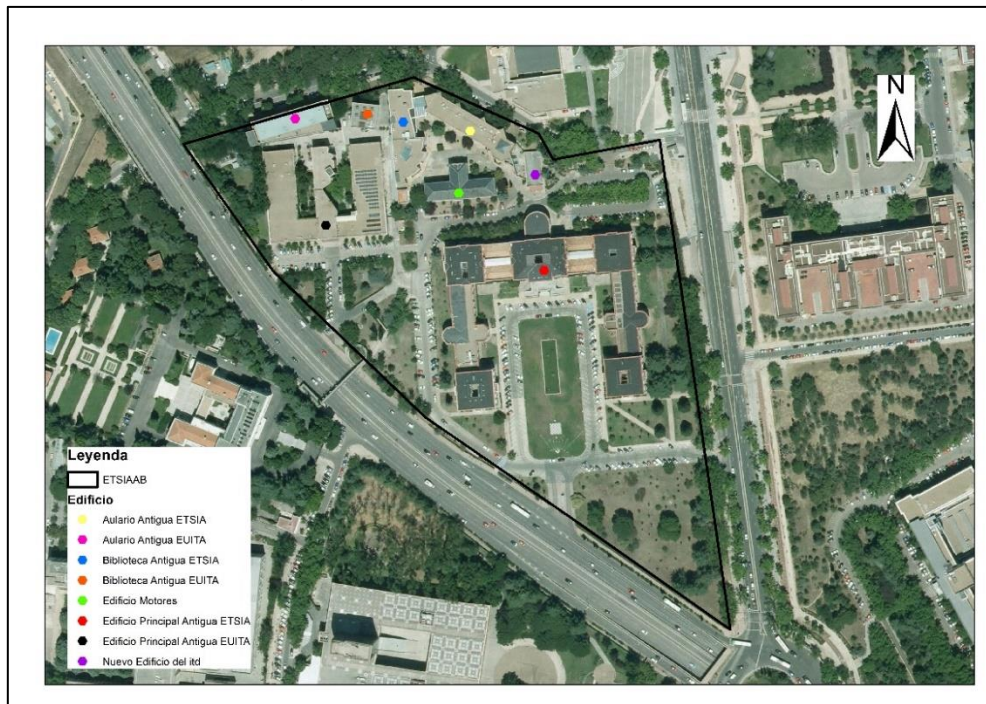 N
Leyenda
ETSIAAB
Edificio
Aulario Antigua ETSIA
Aulario Antigua EUITA
Biblioteca Antigua ETSIA
Biblioteca Antigua EUITA
Edificio Motores
Edificio Principal Antigua ETSIA
Edificio Principal Antigua EUITA
Nuevo Edificio del itd